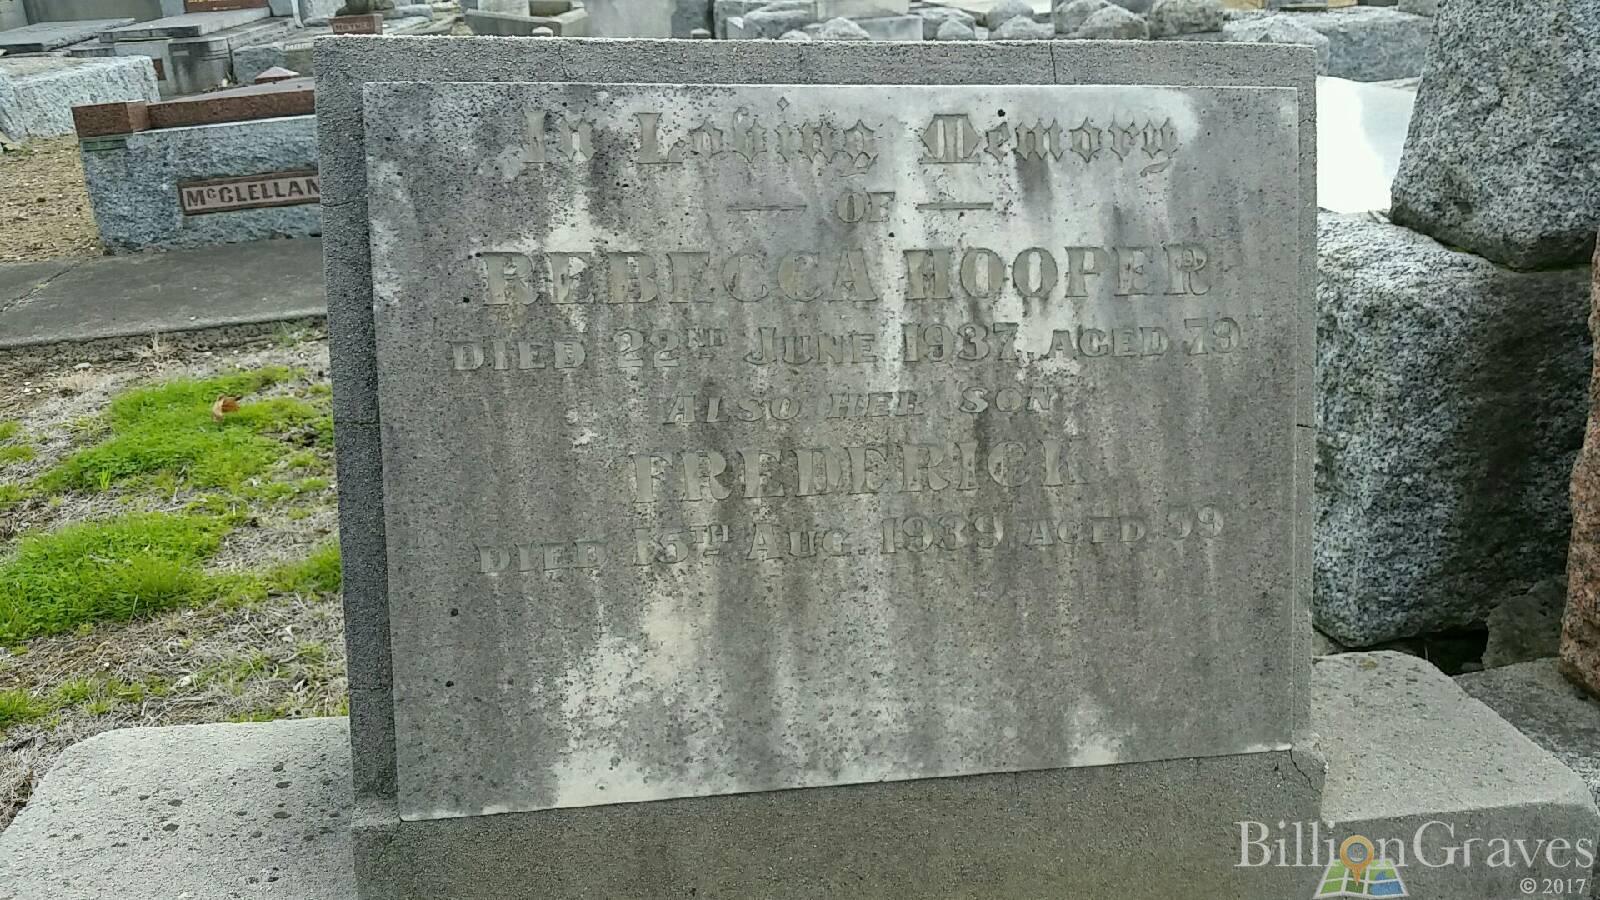 MOTHER
McCLELLAN
In Loving Memory
OF
REBECCA HOOPER
DIED 22ND JUNE 1937. AGED 79
ALSO HER SON
FREDERICK
DIED 15TH AUG. 1939 AGED 59
BillionGraves
© 2017